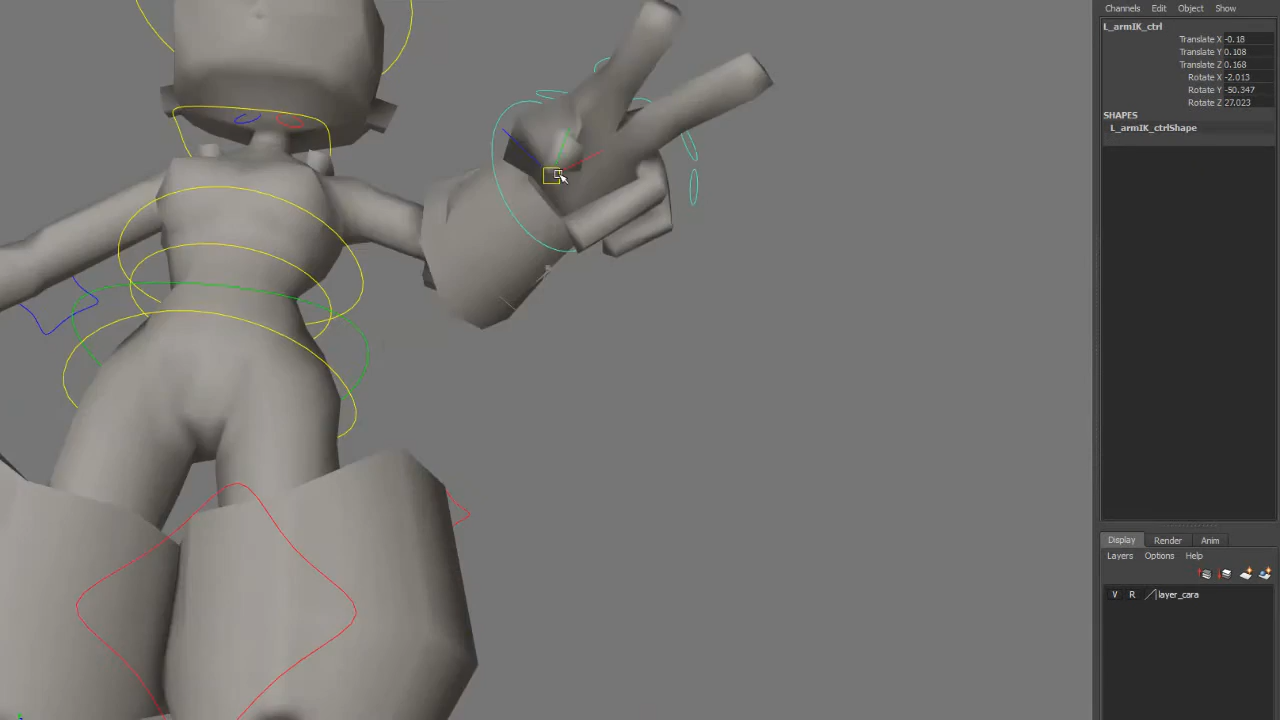 Channels Edit Object Show
L_armIK_ctrl
Translate X -0.18
Translate Y 0.108
Translate Z 0.168
Rotate X -2.013
Rotate Y -50.347
Rotate Z 27.023
SHAPES
L_armIK_ctrlShape
Display Render Anim
Layers Options Help
V R layer_cara